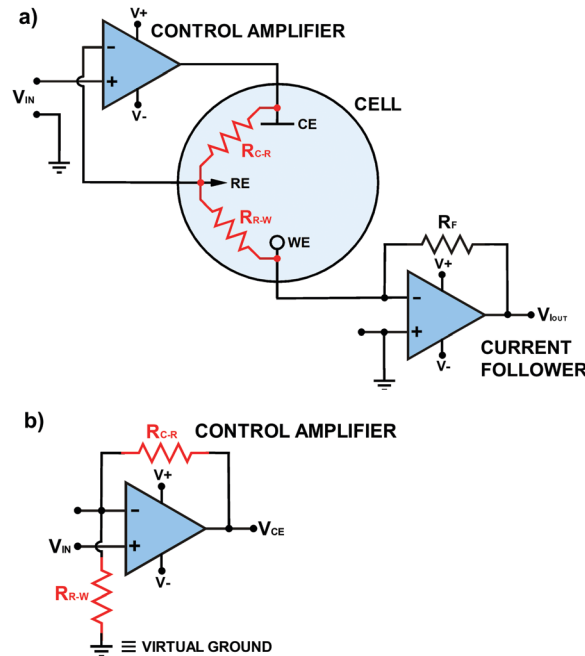 a)
CONTROL AMPLIFIER
V+
-
+
V-
VIN
CELL
CE
RC-R
RE
RR-W
WE
RF
V+
-
+
V-
VIOUT
CURRENT
FOLLOWER
b)
RC-R
CONTROL AMPLIFIER
V+
-
+
V-
VIN
VCE
RR-W
≡ VIRTUAL GROUND